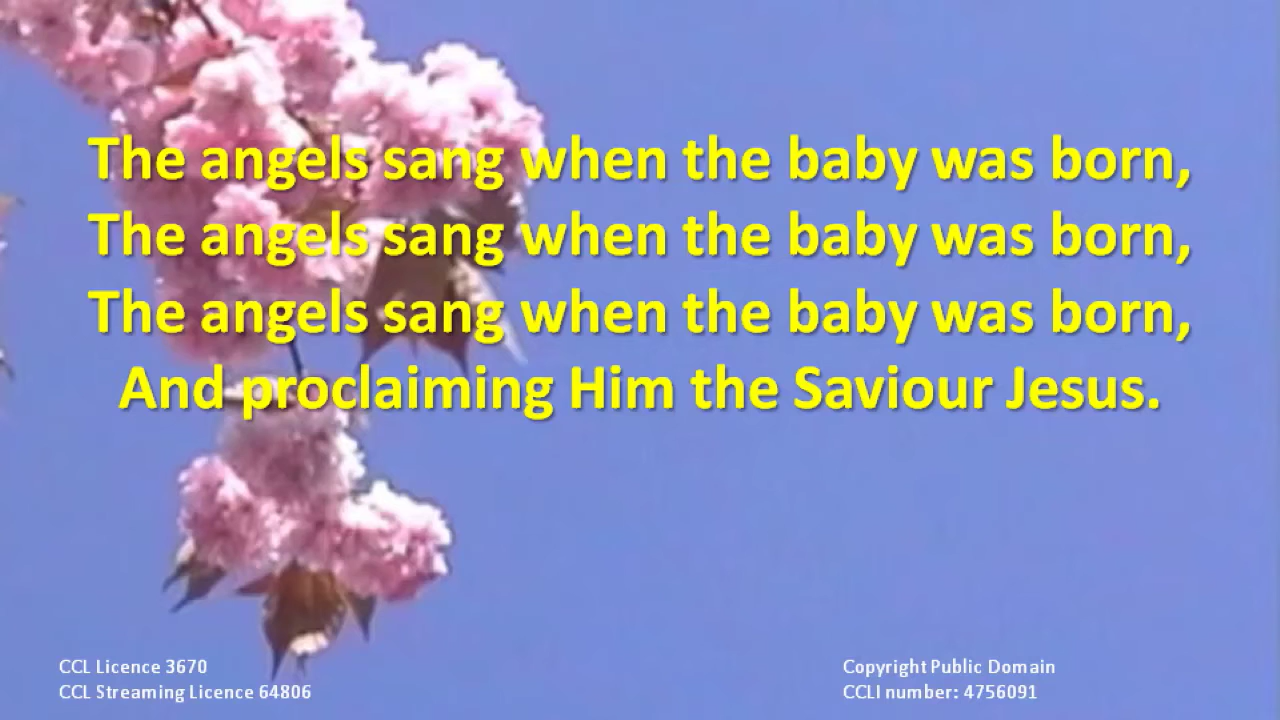 The angels sang when the baby was born,
The angels sang when the baby was born,
The angels sang when the baby was born,
And proclaiming Him the Saviour Jesus.
CCL Licence 3670
CCL Streaming Licence 64806
Copyright Public Domain
CCLI number: 4756091